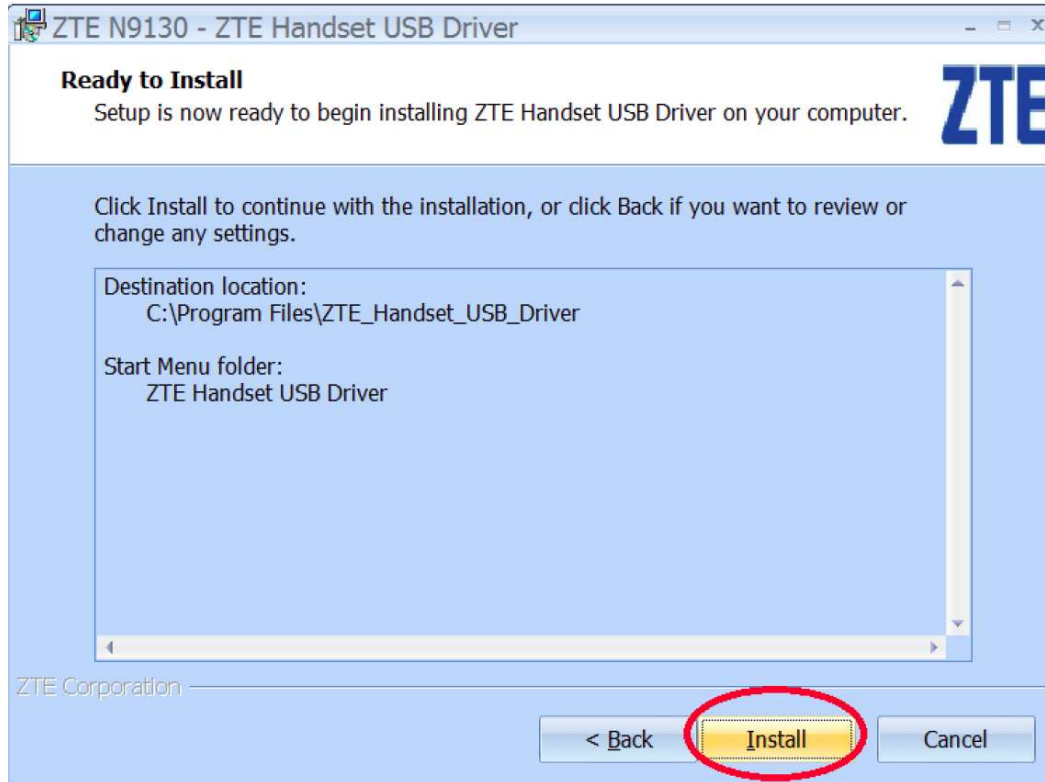 ZTE N9130 - ZTE Handset USB Driver
Ready to Install
Setup is now ready to begin installing ZTE Handset USB Driver on your computer.
ZTE
Click Install to continue with the installation, or click Back if you want to review or
change any settings.
Destination location:
C:\Program Files\ZTE_Handset_USB_Driver
Start Menu folder:
ZTE Handset USB Driver
ZTE Corporation
< Back
Install
Cancel